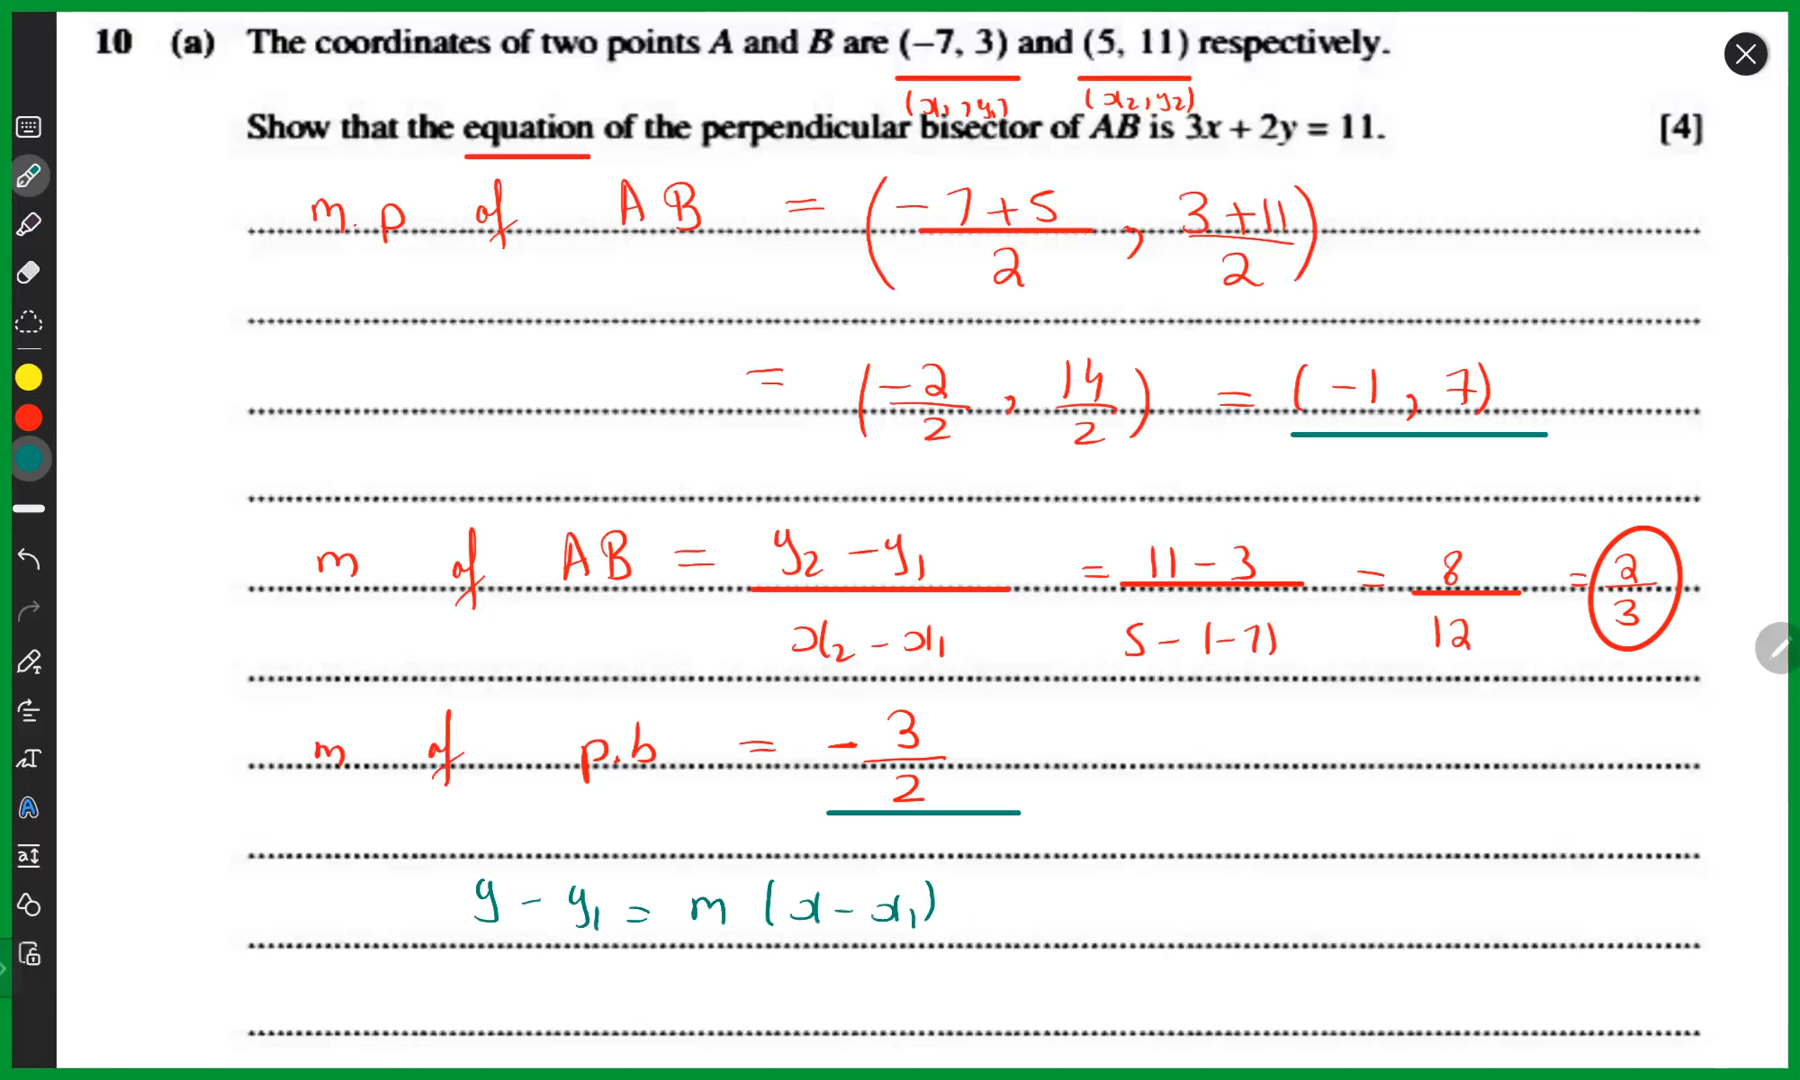 10 (a) The coordinates of two points A and B are (−7, 3) and (5, 11) respectively.
(x₁, y₁) (x₂, y₂)
Show that the equation of the perpendicular bisector of AB is 3x + 2y = 11. [4]
m.p of AB = (−7+5/2, 3+11/2)
= (−2/2, 14/2) = (−1, 7)
m of AB = y₂ − y₁/x₂ − x₁ = 11 − 3/5 − (−7) = 8/12 = 2/3
m of p.b = −3/2
y − y₁ = m (x − x₁)